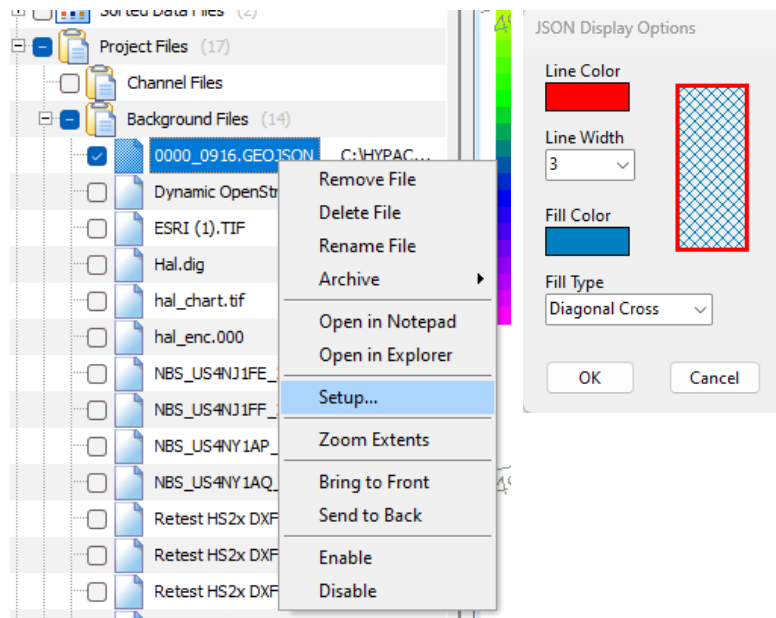 Sorted Data Files (2)
Project Files (17)
Channel Files
Background Files (14)
0000_0916.GEOJSON C:\HYPAC...
Dynamic OpenStr
ESRI (1).TIF
Hal.dig
hal_chart.tif
hal_enc.000
NBS_US4NJ1FE_
NBS_US4NJ1FF_
NBS_US4NY1AP_
NBS_US4NY1AQ_
Retest HS2x DXF
Retest HS2x DXF
Retest HS2x DXF
Remove File
Delete File
Rename File
Archive
Open in Notepad
Open in Explorer
Setup...
Zoom Extents
Bring to Front
Send to Back
Enable
Disable
JSON Display Options
Line Color
Line Width
3
Fill Color
Fill Type
Diagonal Cross
OK Cancel